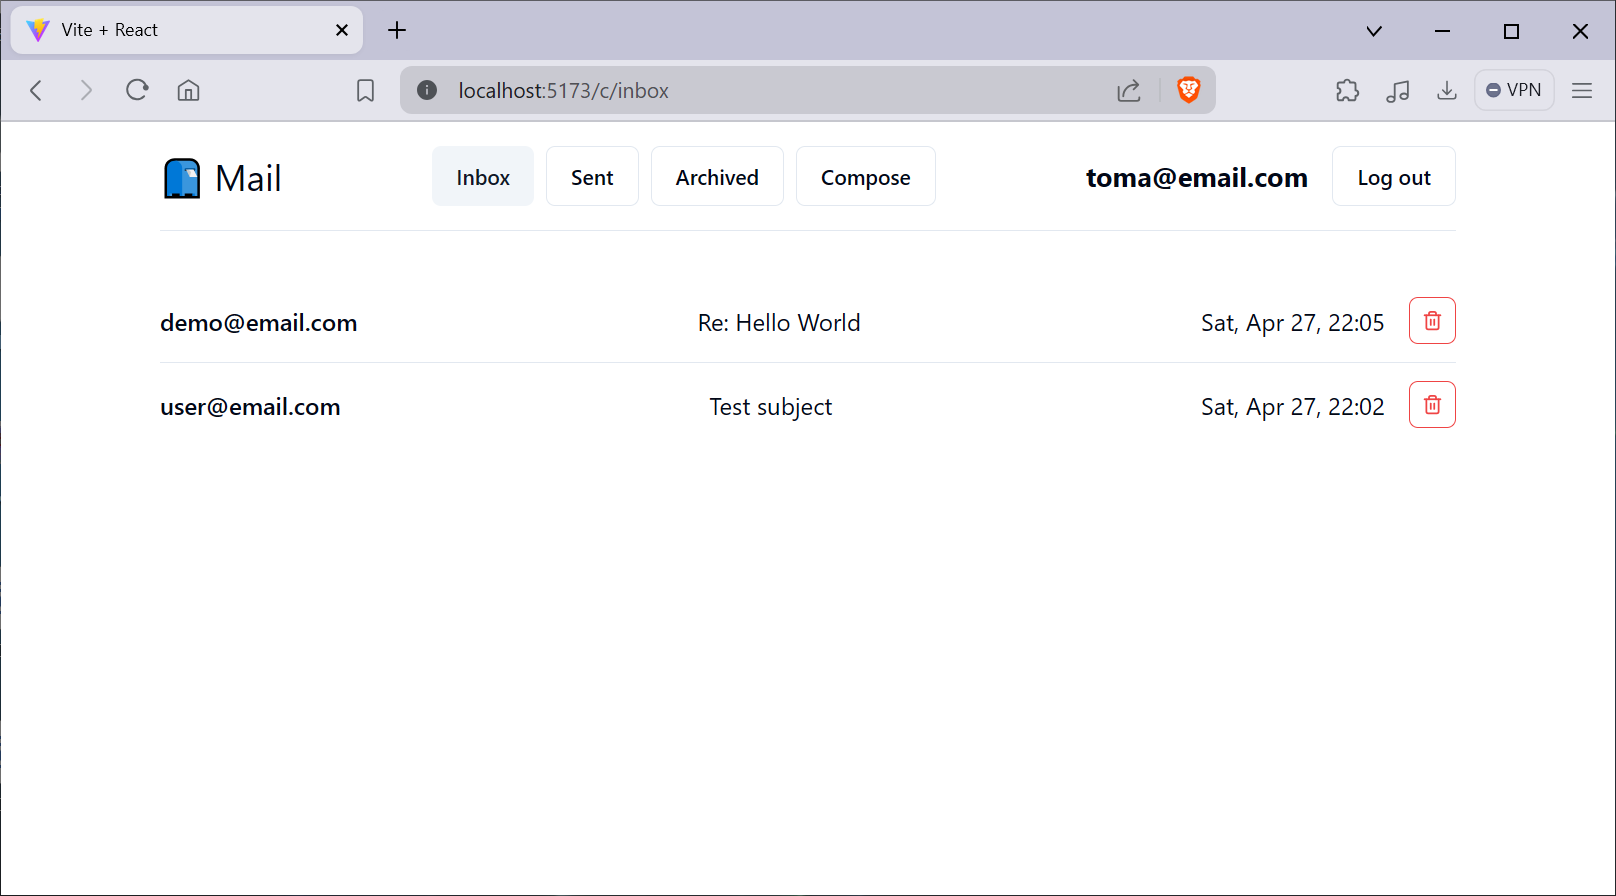 Vite + React
localhost:5173/c/inbox
VPN
Mail
Inbox
Sent
Archived
Compose
toma@email.com
Log out
demo@email.com Re: Hello World Sat, Apr 27, 22:05
user@email.com Test subject Sat, Apr 27, 22:02